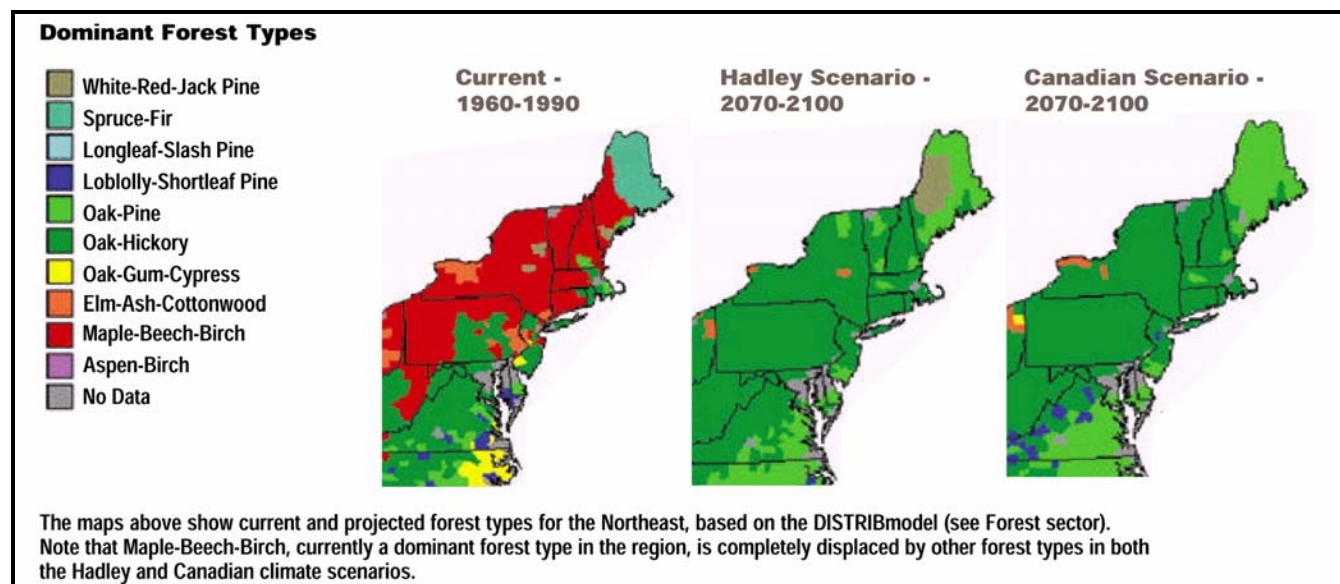 Dominant Forest Types
White-Red-Jack Pine
Spruce-Fir
Longleaf-Slash Pine
Loblolly-Shortleaf Pine
Oak-Pine
Oak-Hickory
Oak-Gum-Cypress
Elm-Ash-Cottonwood
Maple-Beech-Birch
Aspen-Birch
No Data
Current -
1960-1990
Hadley Scenario -
2070-2100
Canadian Scenario -
2070-2100
The maps above show current and projected forest types for the Northeast, based on the DISTRIBmodel (see Forest sector).
Note that Maple-Beech-Birch, currently a dominant forest type in the region, is completely displaced by other forest types in both
the Hadley and Canadian climate scenarios.